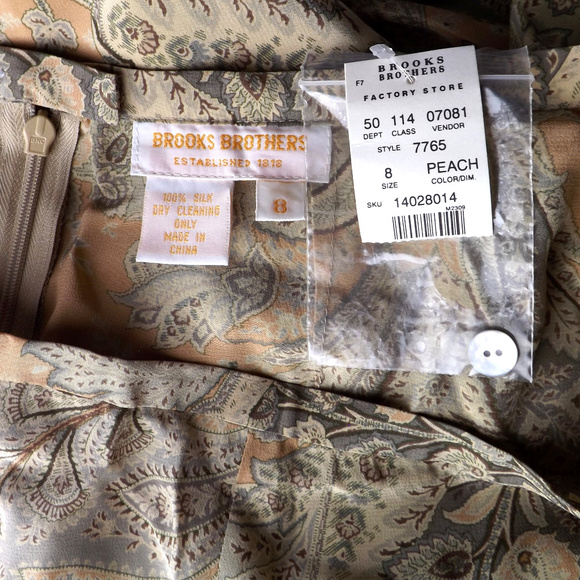 BROOKS BROTHERS
ESTABLISHED 1818
100% SILK
DRY CLEANING
ONLY
MADE IN
CHINA
8
F7
BROOKS
BROTHERS
FACTORY STORE
50 114 07081
DEPT CLASS VENDOR
STYLE 7765
8 PEACH
SIZE COLOR/DIM.
SKU 14028014
M2309